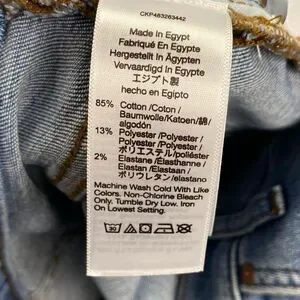 CKP483263442
Made In Egypt
Fabriqué En Egypte
Hergestellt In Ägypten
Vervaardigd In Egypte
エジプト製
hecho en Egipto
85% Cotton /Coton /
Baumwolle/Katoen/綿/
algodón
13% Polyester /Polyester /
Polyester /Polyester /
ポリエステル/poliéster
2% Elastane /Elasthanne /
Elastan /Elastaan /
ポリウレタン/elastano
Machine Wash Cold With Like
Colors. Non-Chlorine Bleach
Only. Tumble Dry Low. Iron
On Lowest Setting.